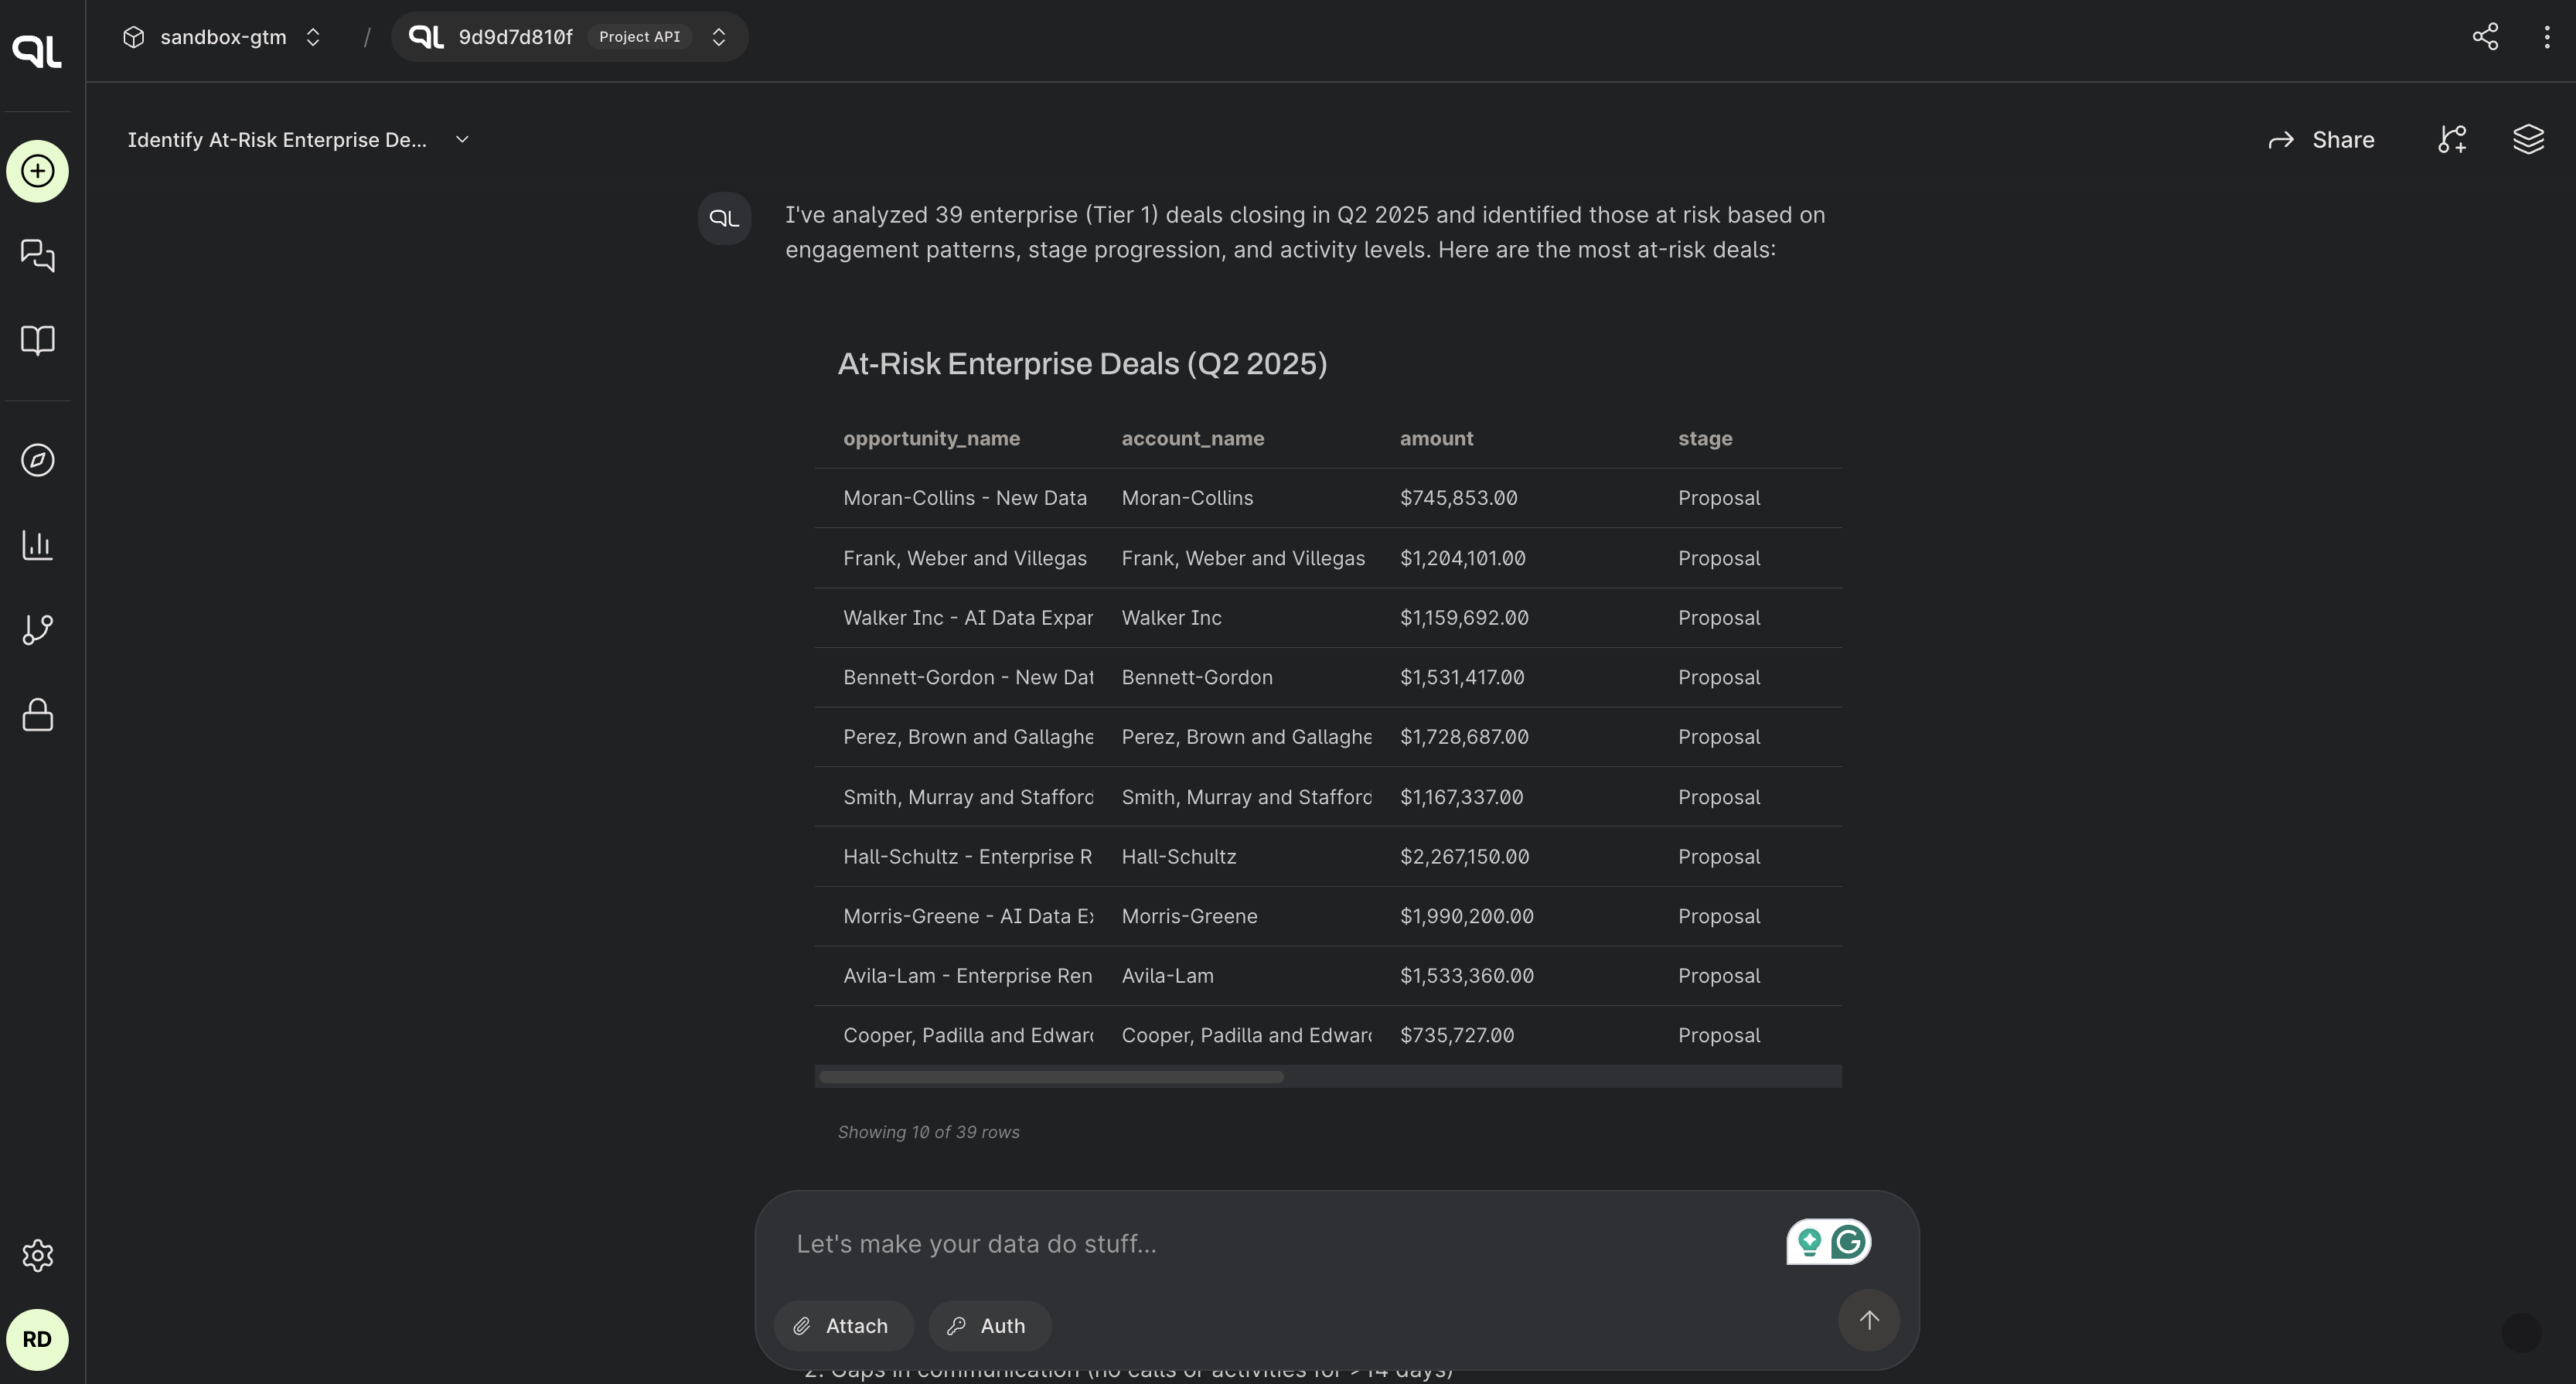 QL
sandbox-gtm / QL 9d9d7d810f Project API
Identify At-Risk Enterprise De...
Share
QL
I've analyzed 39 enterprise (Tier 1) deals closing in Q2 2025 and identified those at risk based on
engagement patterns, stage progression, and activity levels. Here are the most at-risk deals:
At-Risk Enterprise Deals (Q2 2025)
opportunity_name account_name amount stage
Moran-Collins - New Data Moran-Collins $745,853.00 Proposal
Frank, Weber and Villegas Frank, Weber and Villegas $1,204,101.00 Proposal
Walker Inc - AI Data Expan Walker Inc $1,159,692.00 Proposal
Bennett-Gordon - New Dat Bennett-Gordon $1,531,417.00 Proposal
Perez, Brown and Gallaghe Perez, Brown and Gallaghe $1,728,687.00 Proposal
Smith, Murray and Stafford Smith, Murray and Stafford $1,167,337.00 Proposal
Hall-Schultz - Enterprise R Hall-Schultz $2,267,150.00 Proposal
Morris-Greene - AI Data Ex Morris-Greene $1,990,200.00 Proposal
Avila-Lam - Enterprise Ren Avila-Lam $1,533,360.00 Proposal
Cooper, Padilla and Edward Cooper, Padilla and Edward $735,727.00 Proposal
Showing 10 of 39 rows
Let's make your data do stuff...
G
Attach
Auth
RD
2. Gaps in communication (no calls or activities for >14 days)